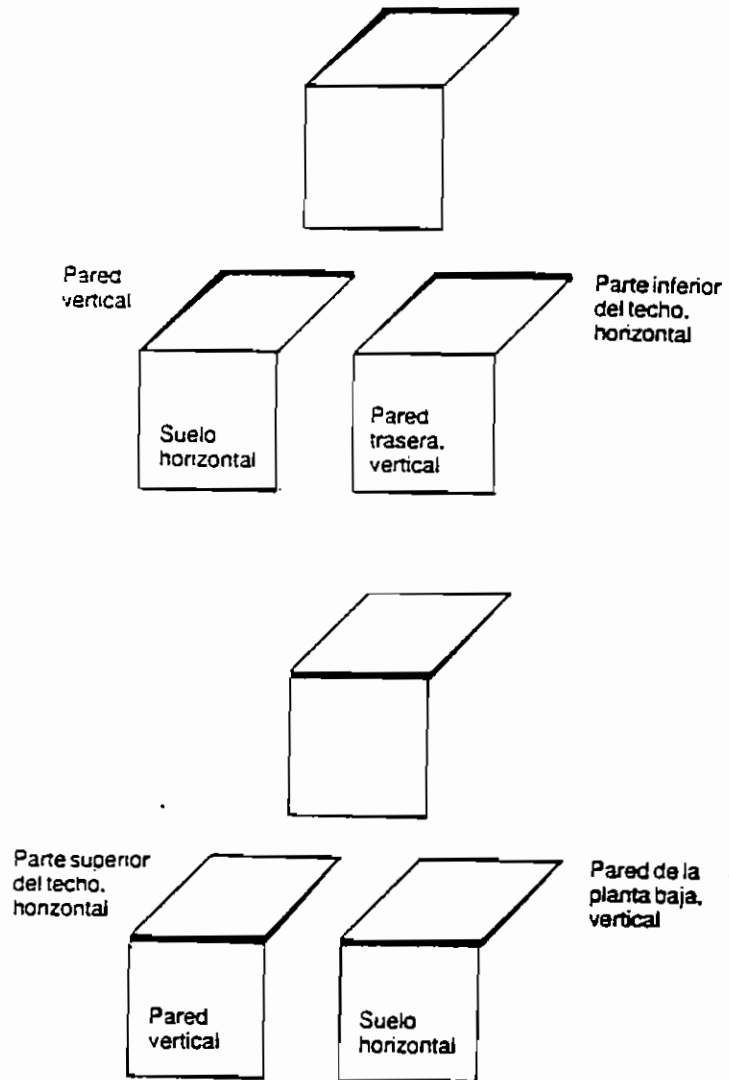 Pared
vertical
Parte inferior
del techo.
horizontal
Suelo
horizontal
Pared
trasera.
vertical
Parte superior
del techo.
horizontal
Pared de la
planta baja.
vertical
Pared
vertical
Suelo
horizontal